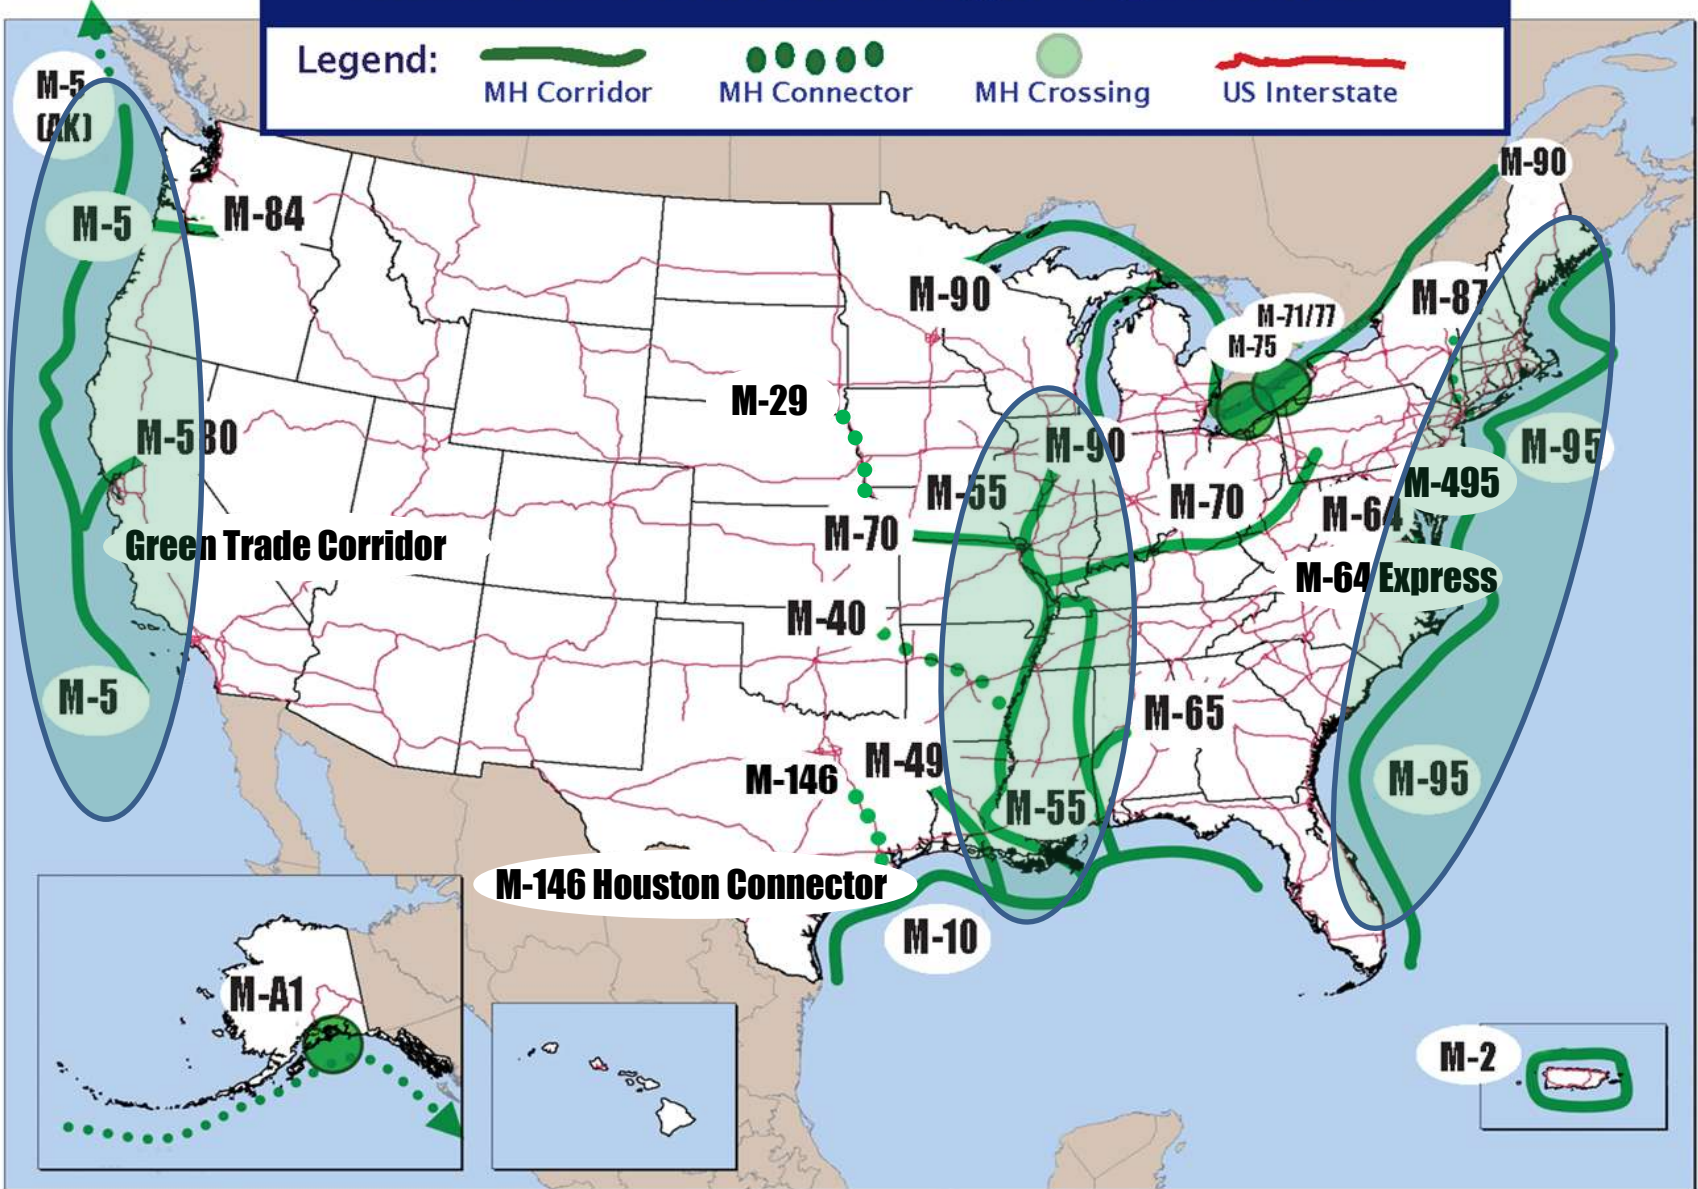 Legend:
MH Corridor
MH Connector
MH Crossing
US Interstate
M-5
(AK)
M-90
M-5
M-84
M-90
M-87
M-71/77
M-75
M-29
M-580
M-90
M-95
M-55
M-495
M-70
M-64
M-70
Green Trade Corridor
M-64 Express
M-40
M-5
M-65
M-49
M-146
M-95
M-55
M-146 Houston Connector
M-10
M-A1
M-2